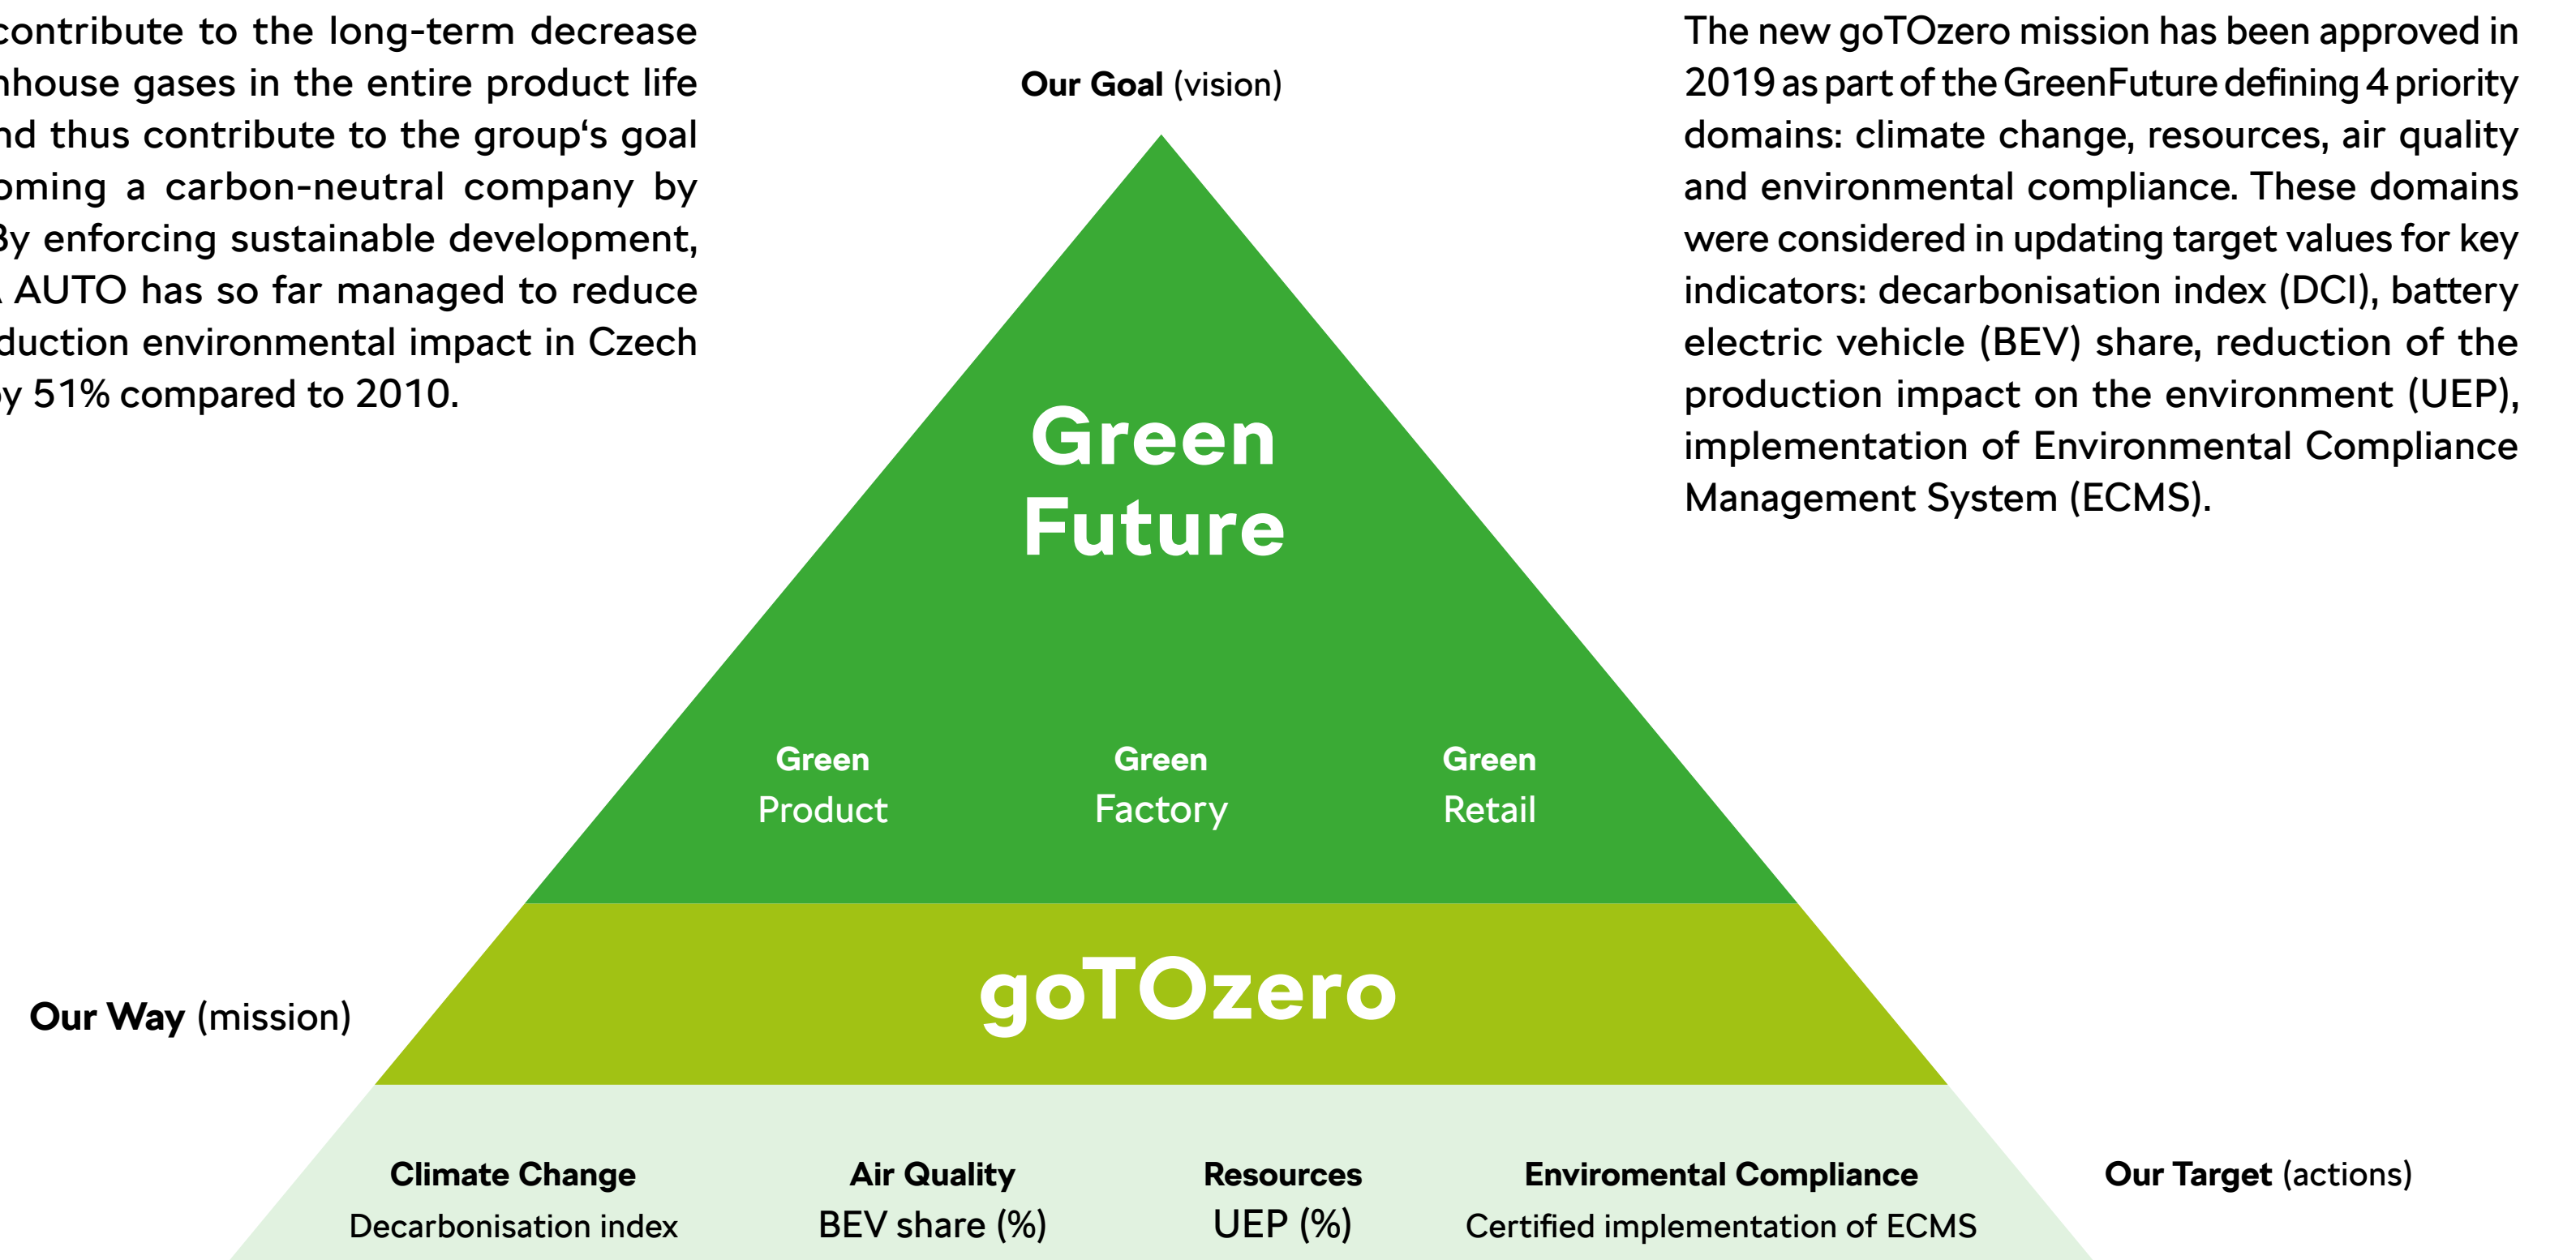 contribute to the long-term decrease
nhouse gases in the entire product life
nd thus contribute to the group‘s goal
oming a carbon-neutral company by
By enforcing sustainable development,
AUTO has so far managed to reduce
duction environmental impact in Czech
by 51% compared to 2010.
Our Goal (vision)
The new goTOzero mission has been approved in
2019 as part of the GreenFuture defining 4 priority
domains: climate change, resources, air quality
and environmental compliance. These domains
were considered in updating target values for key
indicators: decarbonisation index (DCI), battery
electric vehicle (BEV) share, reduction of the
production impact on the environment (UEP),
implementation of Environmental Compliance
Management System (ECMS).
Green
Future
Green Green Green
Product Factory Retail
goTOzero
Our Way (mission)
Climate Change Air Quality Resources Enviromental Compliance Our Target (actions)
Decarbonisation index BEV share (%) UEP (%) Certified implementation of ECMS